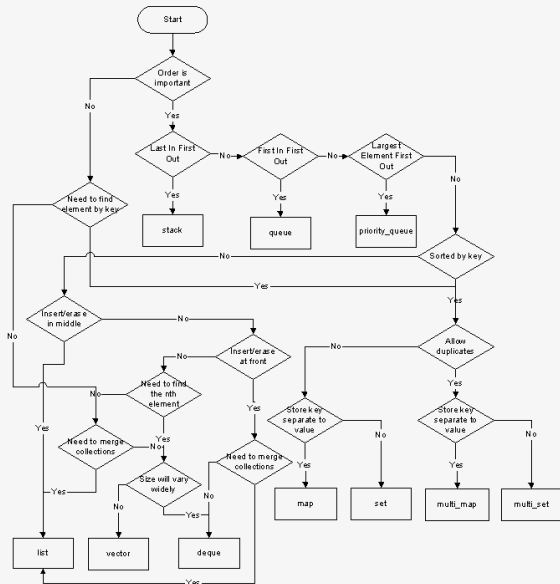 Start
Order is
important
No
Yes
Last In First
Out
No
First In First
Out
No
Largest
Element First
Out
No
Yes
Yes
Yes
Need to find
element by key
stack
queue
priority_queue
No
No
Sorted by key
Yes
Yes
Insert/erase
in middle
No
Insert/erase
at front
Allow
duplicates
No
No
No
Yes
Need to find
the nth
element
Yes
Yes
Yes
Store key
separate to
value
Store key
separate to
value
Need to merge
collections
No
Need to merge
collections
No
No
Yes
Yes
Size will vary
widely
No
Yes
No
Yes
map
set
multi_map
multi_set
No
Yes
list
vector
deque
Yes